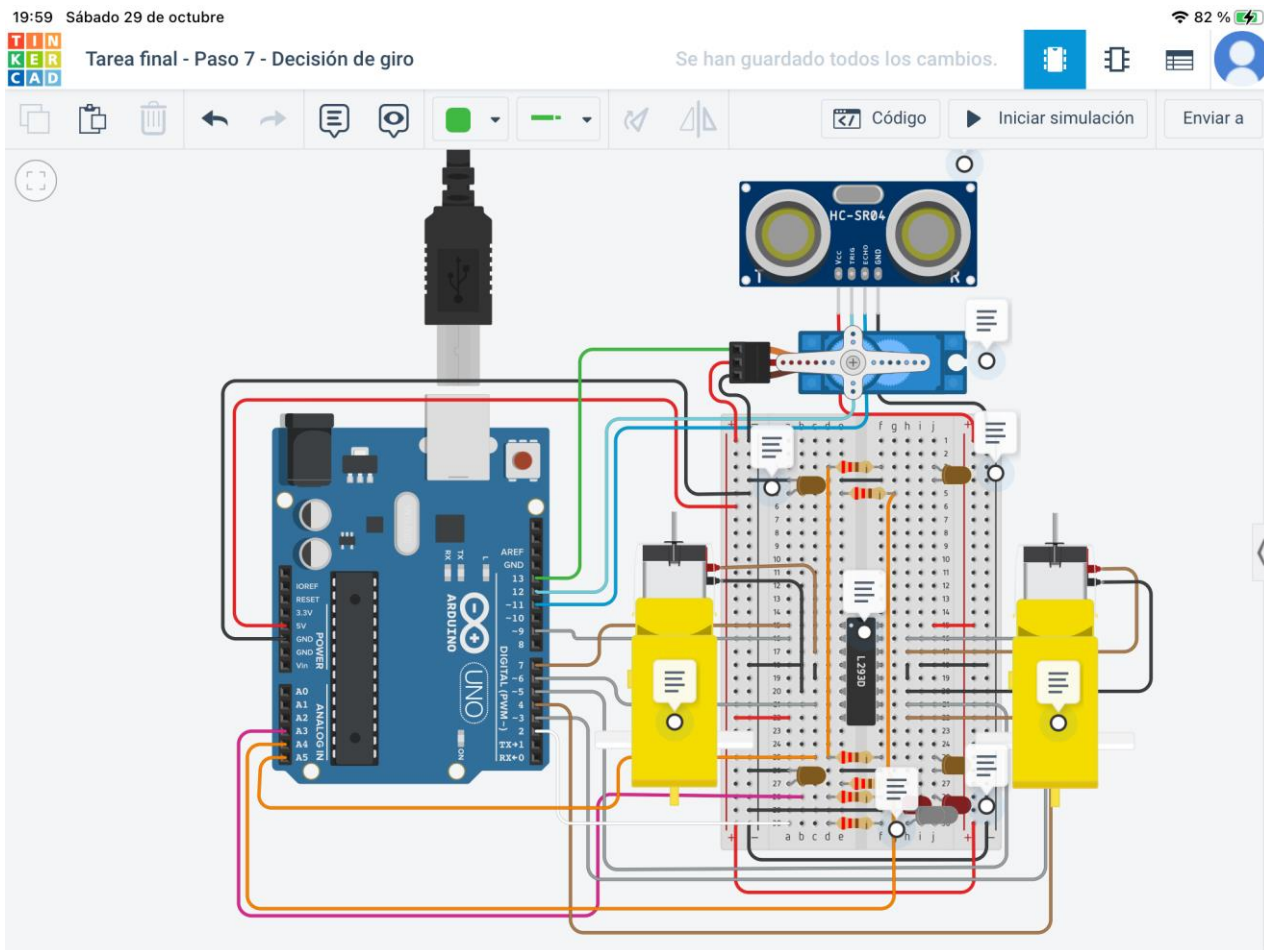 19:59 Sábado 29 de octubre
82 %
TIN
KER
CAD
Tarea final - Paso 7 - Decisión de giro
Se han guardado todos los cambios.
Código
Iniciar simulación
Enviar a
HC-SR04
VCC
TRIG
ECHO
GND
T
R
AREF
GND
13
12
~11
~10
~9
8
7
~6
~5
4
~3
2
TX→1
RX←0
DIGITAL (PWM~)
L
TX
RX
ON
ARDUINO
UNO
IOREF
RESET
3.3V
5V
GND
GND
Vin
POWER
A0
A1
A2
A3
A4
A5
ANALOG IN
L293D
+ −
a b c d e
f g h i j
+ −